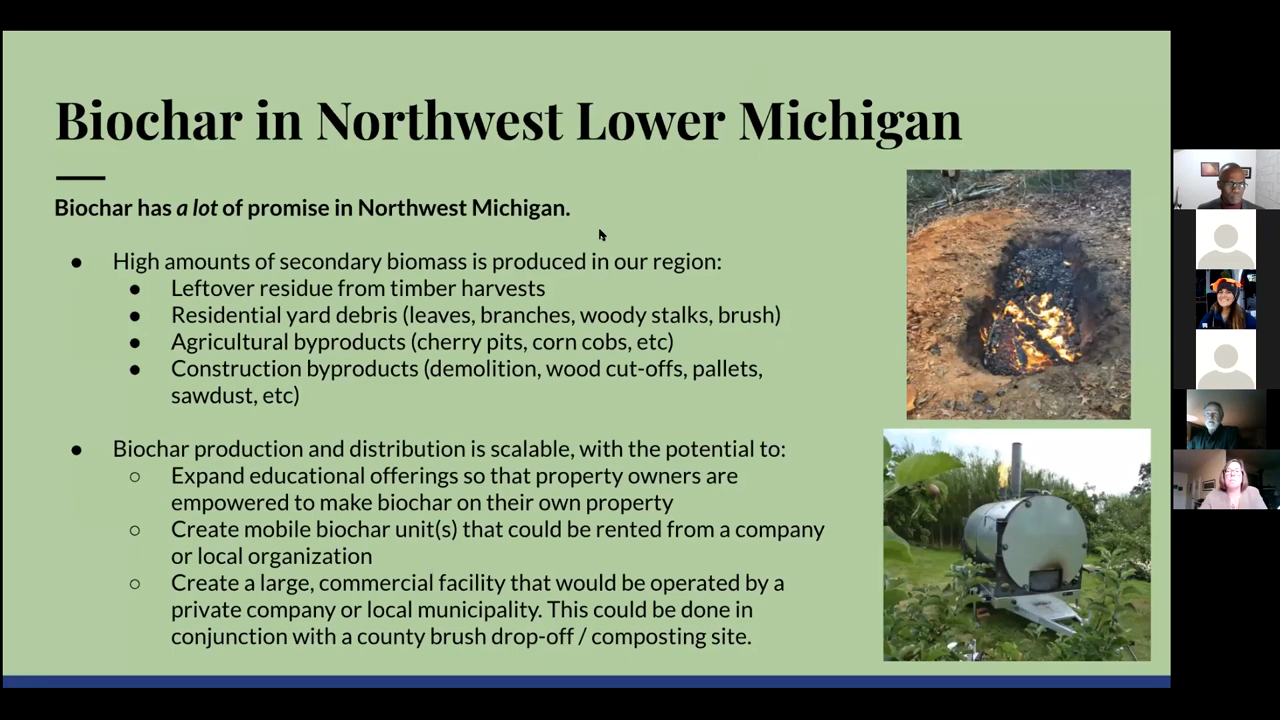 Biochar in Northwest Lower Michigan
Biochar has a lot of promise in Northwest Michigan.
● High amounts of secondary biomass is produced in our region:
● Leftover residue from timber harvests
● Residential yard debris (leaves, branches, woody stalks, brush)
● Agricultural byproducts (cherry pits, corn cobs, etc)
● Construction byproducts (demolition, wood cut-offs, pallets,
sawdust, etc)
● Biochar production and distribution is scalable, with the potential to:
○ Expand educational offerings so that property owners are
empowered to make biochar on their own property
○ Create mobile biochar unit(s) that could be rented from a company
or local organization
○ Create a large, commercial facility that would be operated by a
private company or local municipality. This could be done in
conjunction with a county brush drop-off / composting site.